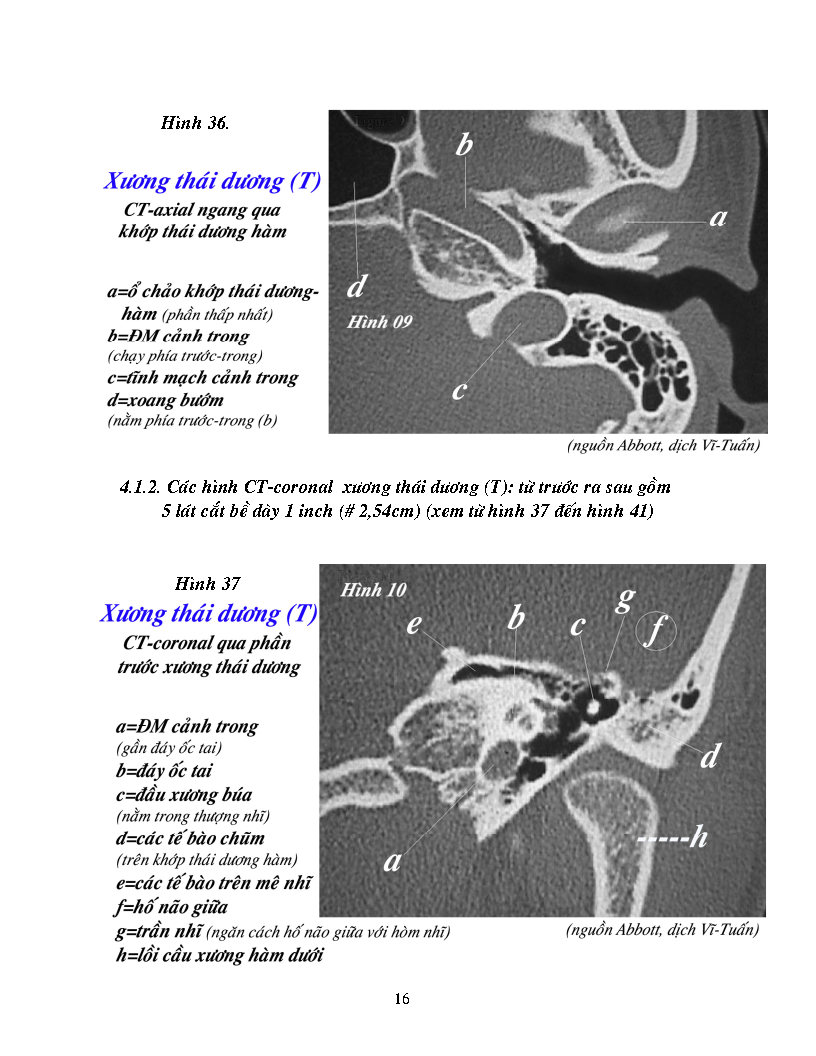 Hình 36.
Xương thái dương (T)
CT-axial ngang qua
khớp thái dương hàm
a=ổ chảo khớp thái dương-
hàm (phần thấp nhất)
b=ĐM cảnh trong
(chạy phía trước-trong)
c=tĩnh mạch cảnh trong
d=xoang bướm
(nằm phía trước-trong (b)
b
a
d
Hình 09
c
(nguồn Abbott, dịch Vĩ-Tuấn)
4.1.2. Các hình CT-coronal xương thái dương (T): từ trước ra sau gồm
5 lát cắt bề dày 1 inch (# 2,54cm) (xem từ hình 37 đến hình 41)
Hình 37
Xương thái dương (T)
CT-coronal qua phần
trước xương thái dương
a=ĐM cảnh trong
(gần đáy ốc tai)
b=đáy ốc tai
c=đầu xương búa
(nằm trong thượng nhĩ)
d=các tế bào chũm
(trên khớp thái dương hàm)
e=các tế bào trên mê nhĩ
f=hố não giữa
g=trần nhĩ (ngăn cách hố não giữa với hòm nhĩ)
h=lồi cầu xương hàm dưới
Hình 10
e
b
c
g
f
d
a
-----h
(nguồn Abbott, dịch Vĩ-Tuấn)
16